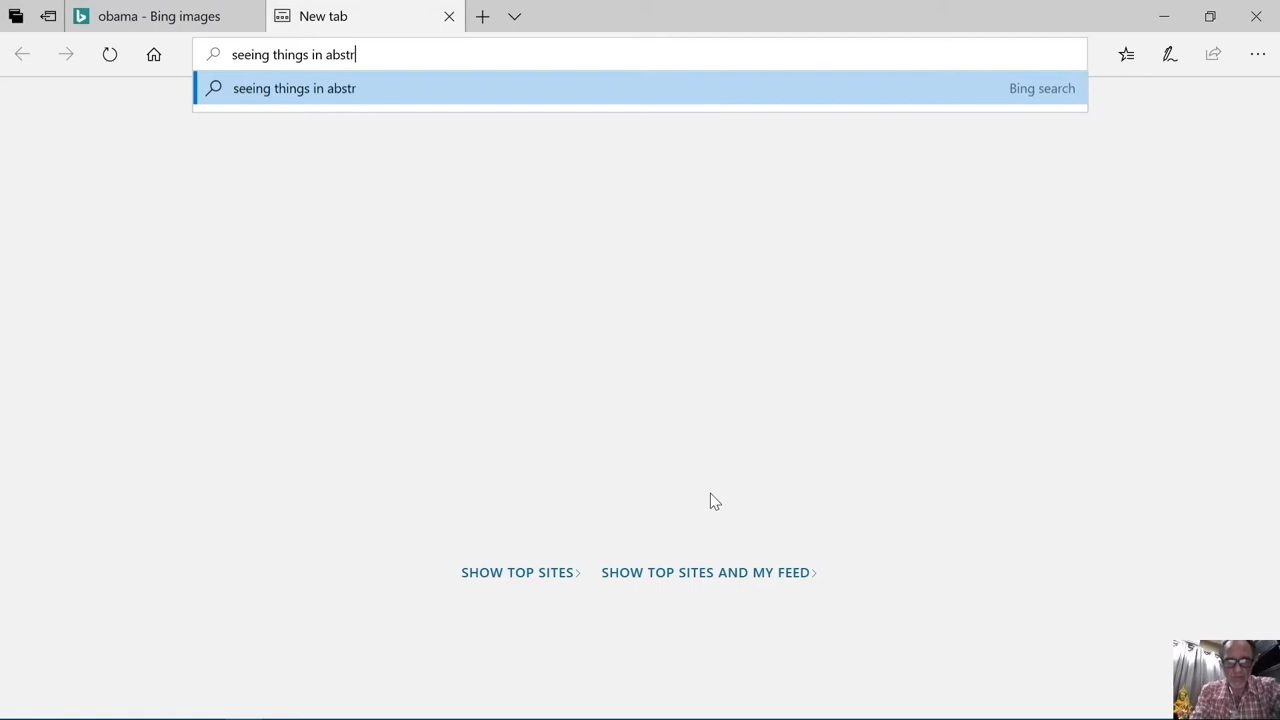 obama - Bing images
New tab
seeing things in abstr
seeing things in abstr Bing search
SHOW TOP SITES SHOW TOP SITES AND MY FEED